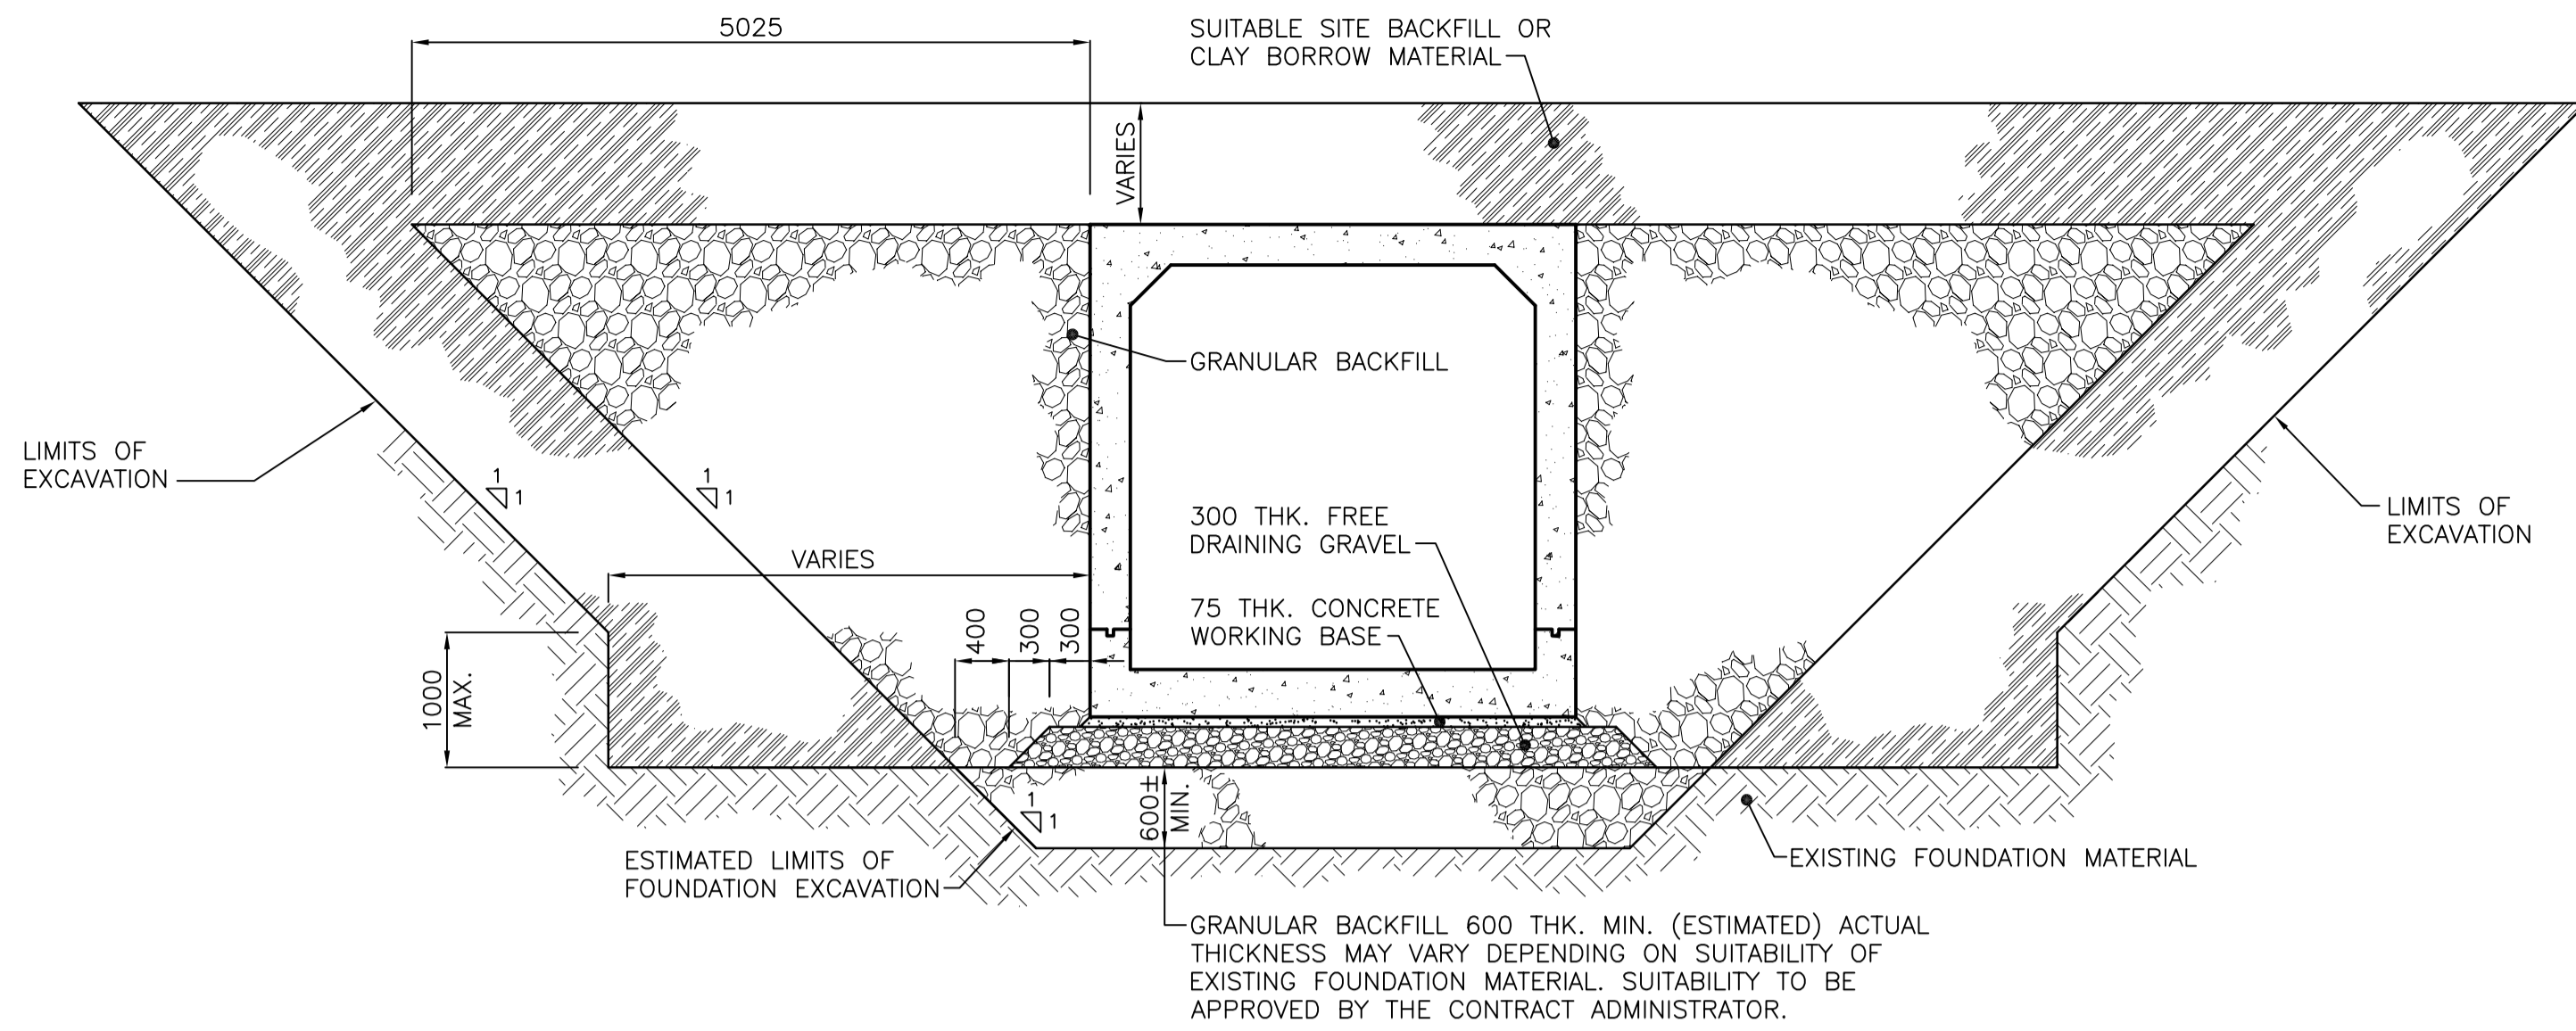 5025
SUITABLE SITE BACKFILL OR
CLAY BORROW MATERIAL
VARIES
GRANULAR BACKFILL
LIMITS OF
EXCAVATION
1
1
1
1
300 THK. FREE
DRAINING GRAVEL
LIMITS OF
EXCAVATION
VARIES
400
300
300
75 THK. CONCRETE
WORKING BASE
1000
MAX.
600±
MIN.
1
1
ESTIMATED LIMITS OF
FOUNDATION EXCAVATION
EXISTING FOUNDATION MATERIAL
GRANULAR BACKFILL 600 THK. MIN. (ESTIMATED) ACTUAL
THICKNESS MAY VARY DEPENDING ON SUITABILITY OF
EXISTING FOUNDATION MATERIAL. SUITABILITY TO BE
APPROVED BY THE CONTRACT ADMINISTRATOR.